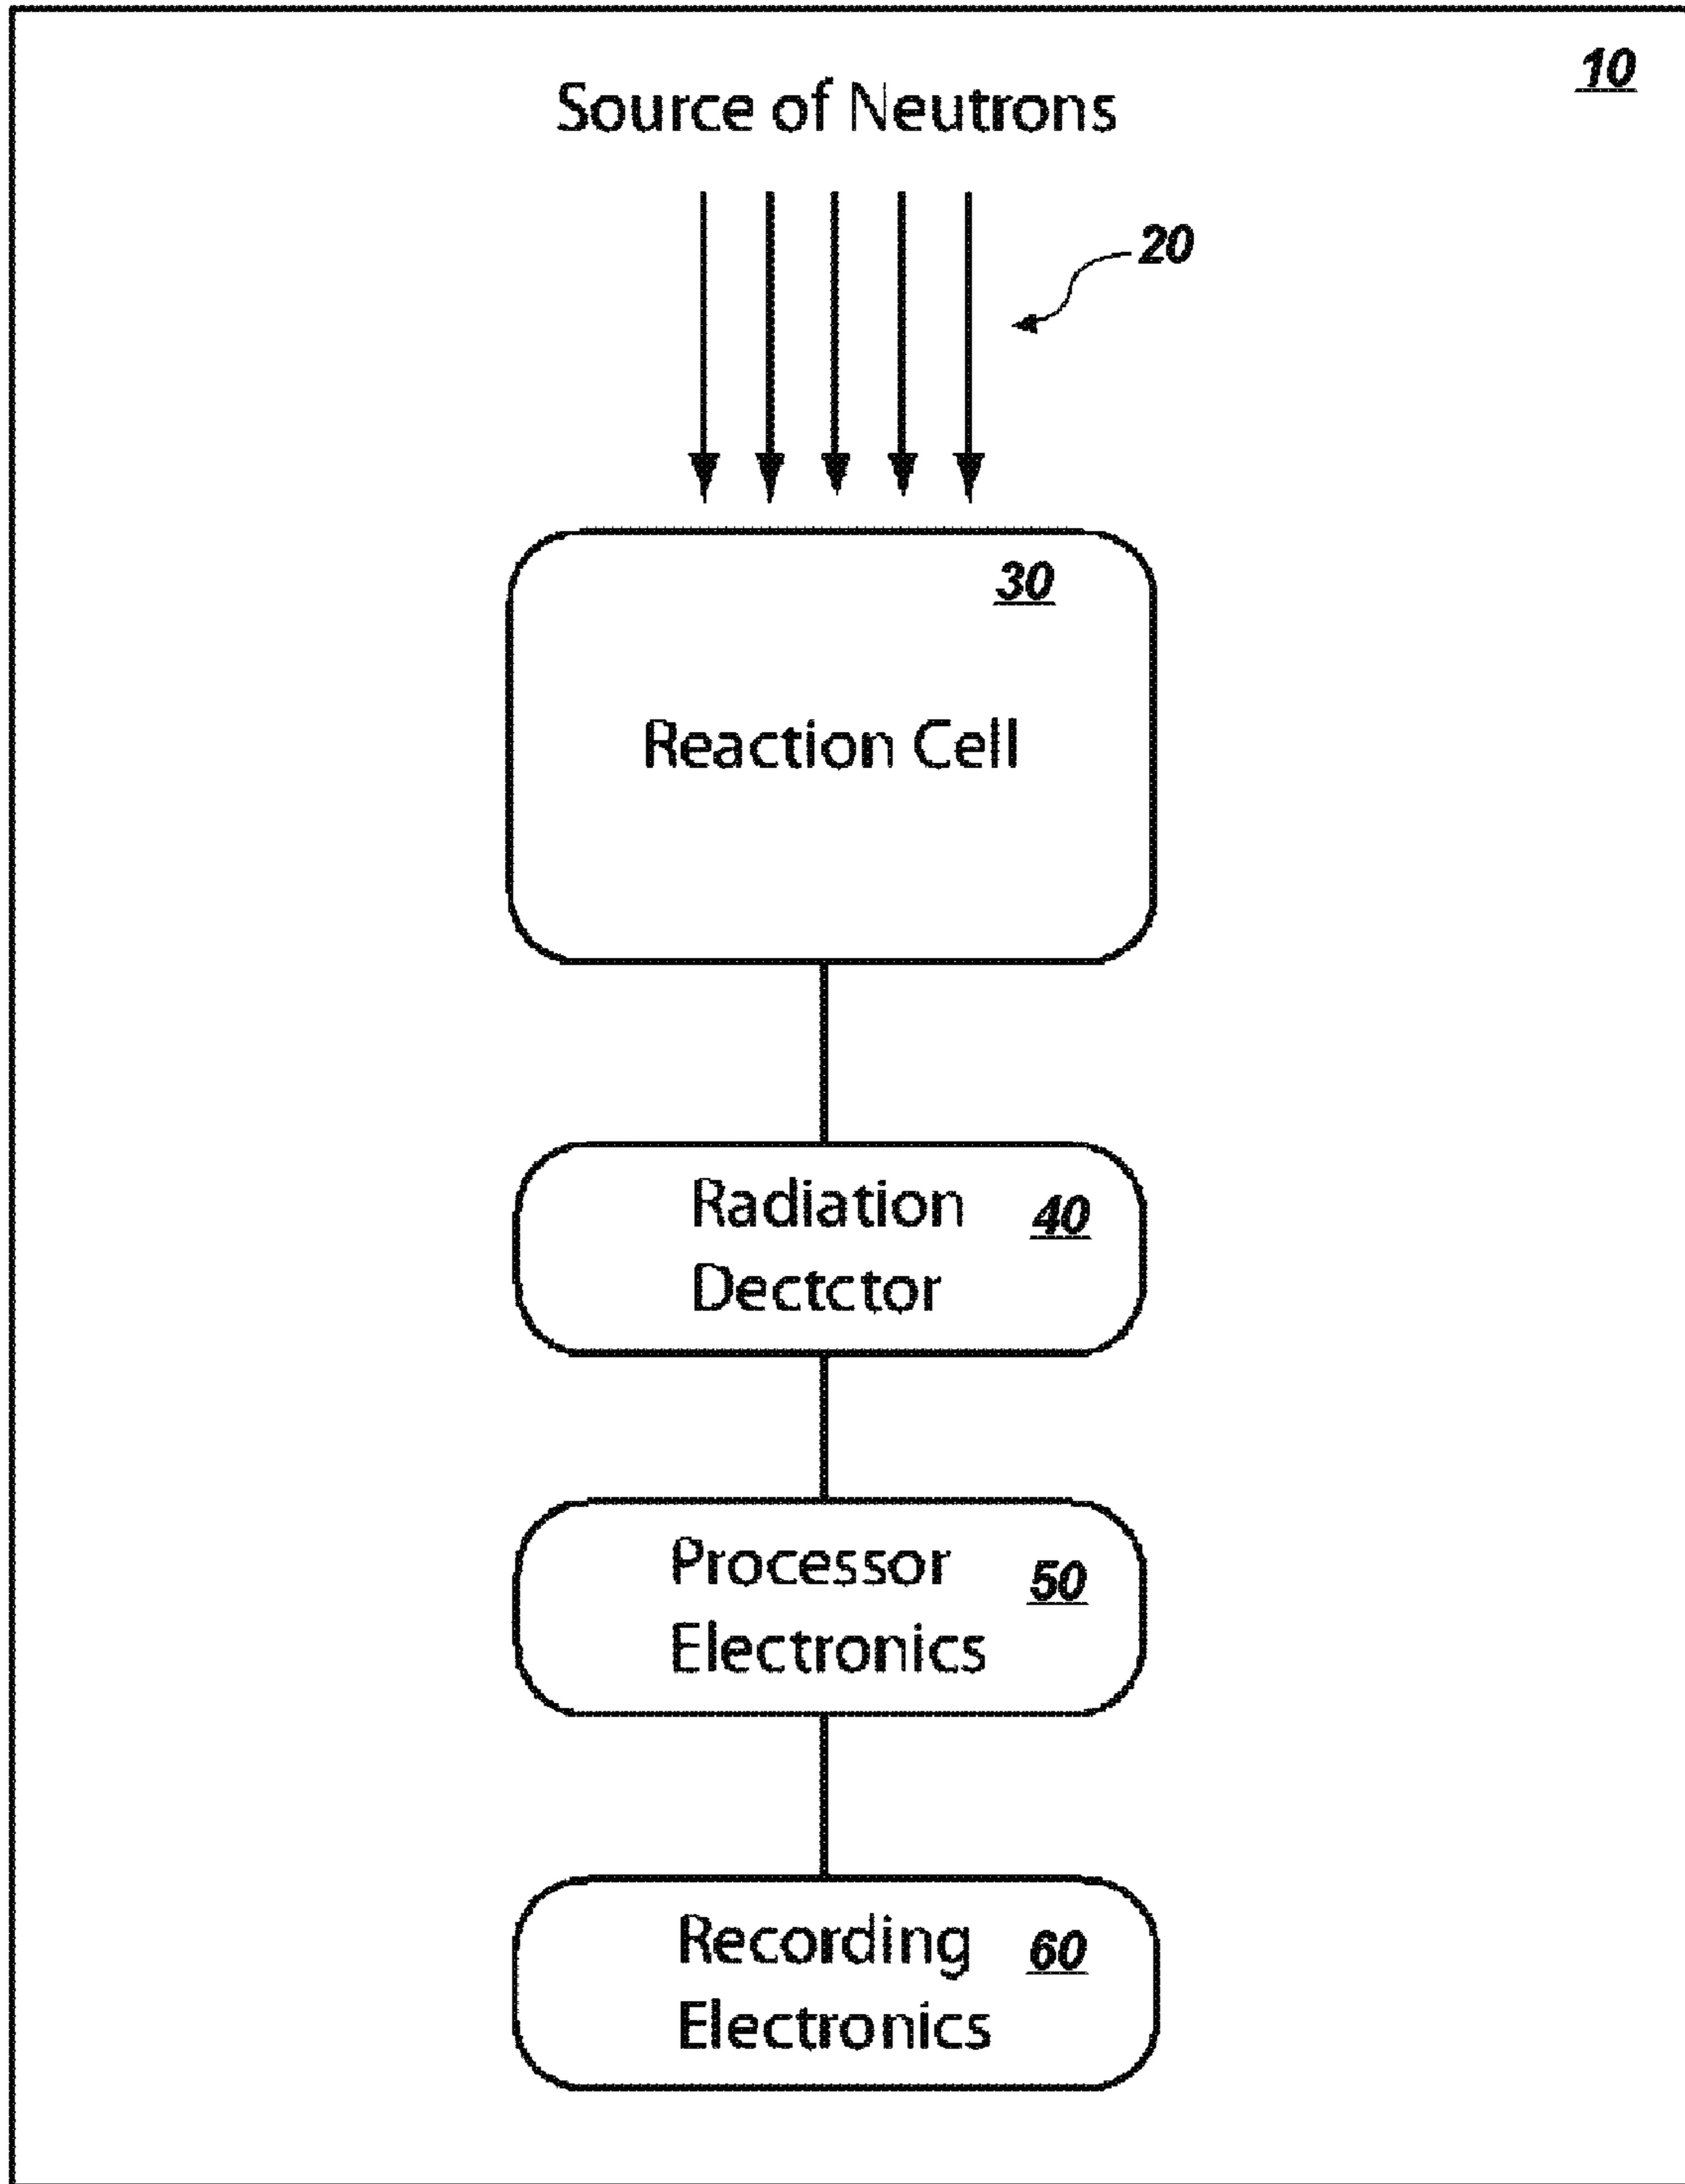 10
Source of Neutrons
20
30
Reaction Cell
Radiation 40
Dectctor
Processor 50
Electronics
Recording 60
Electronics